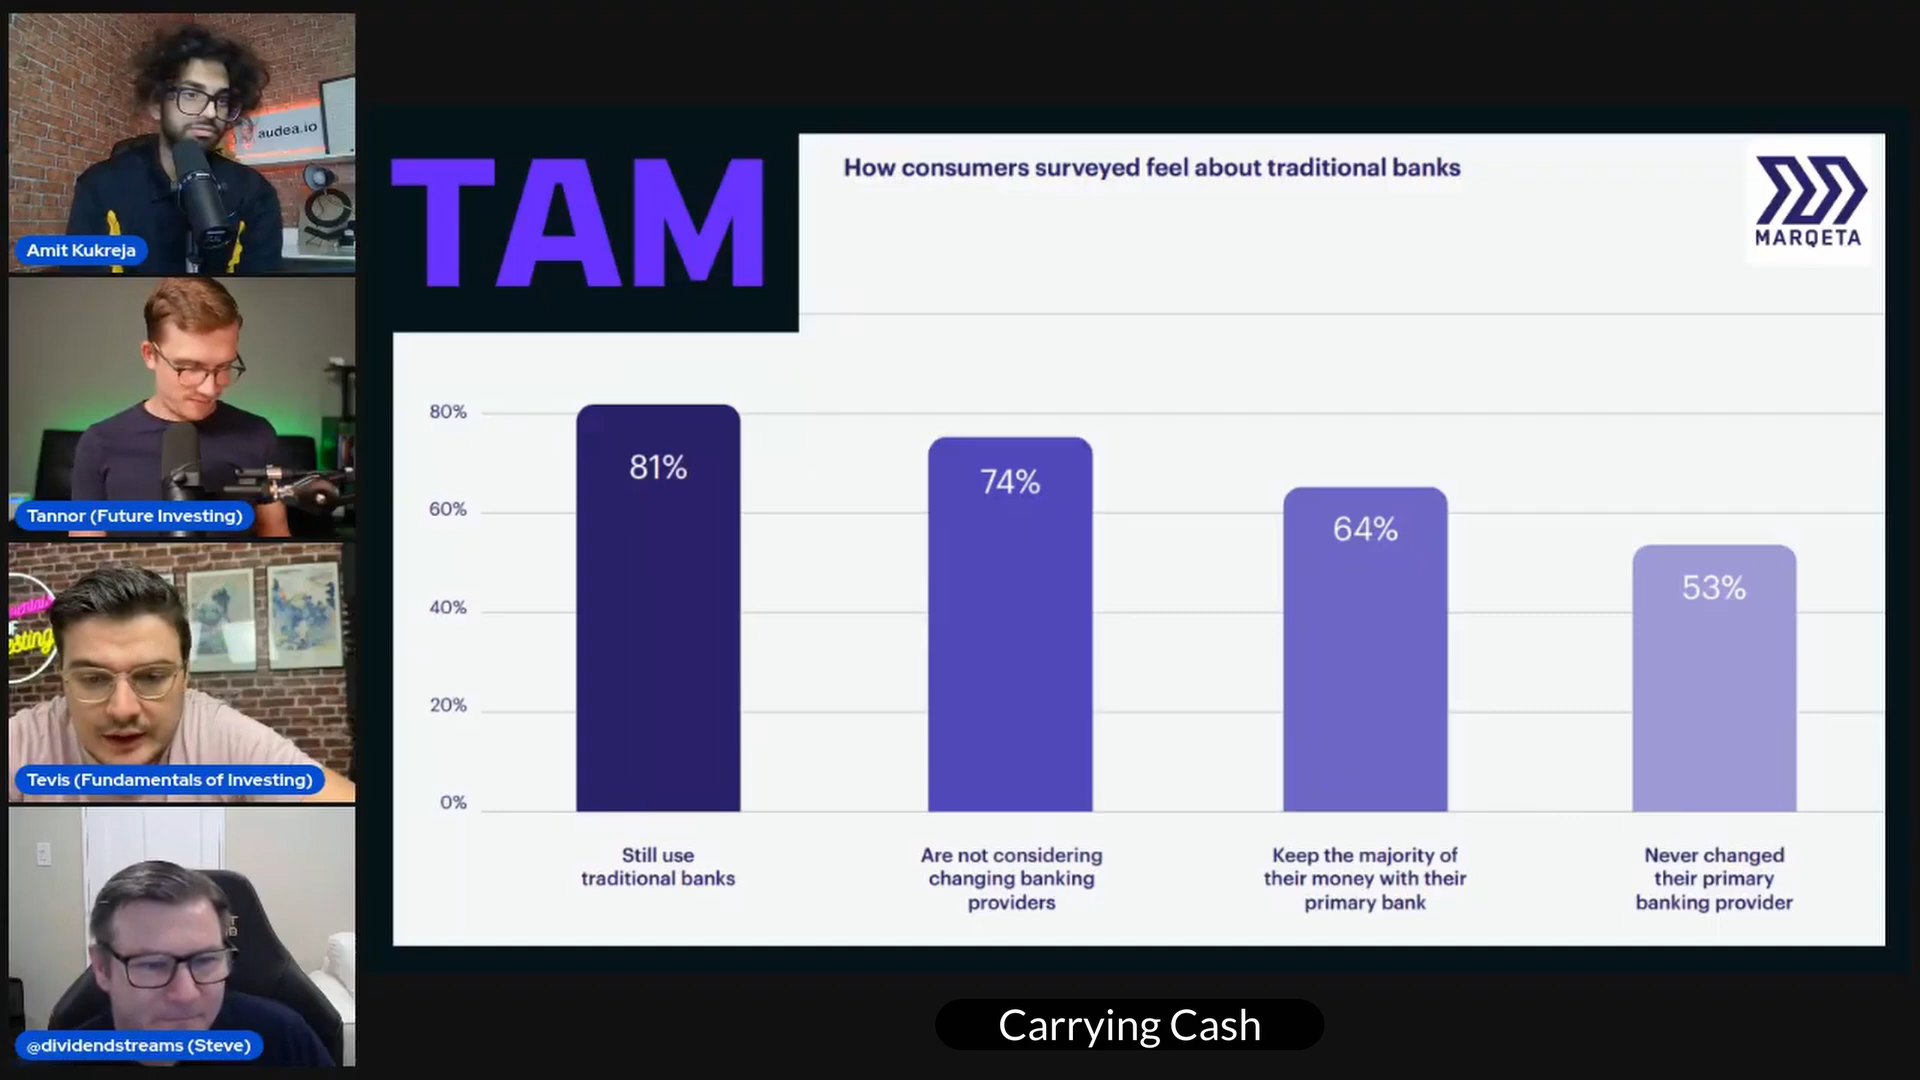 audea.io
Amit Kukreja
Tannor (Future Investing)
esting
Tevis (Fundamentals of Investing)
@dividendstreams (Steve)
TAM
How consumers surveyed feel about traditional banks
MARQETA
80%
60%
40%
20%
0%
81%
74%
64%
53%
Still use
traditional banks
Are not considering
changing banking
providers
Keep the majority of
their money with their
primary bank
Never changed
their primary
banking provider
Carrying Cash